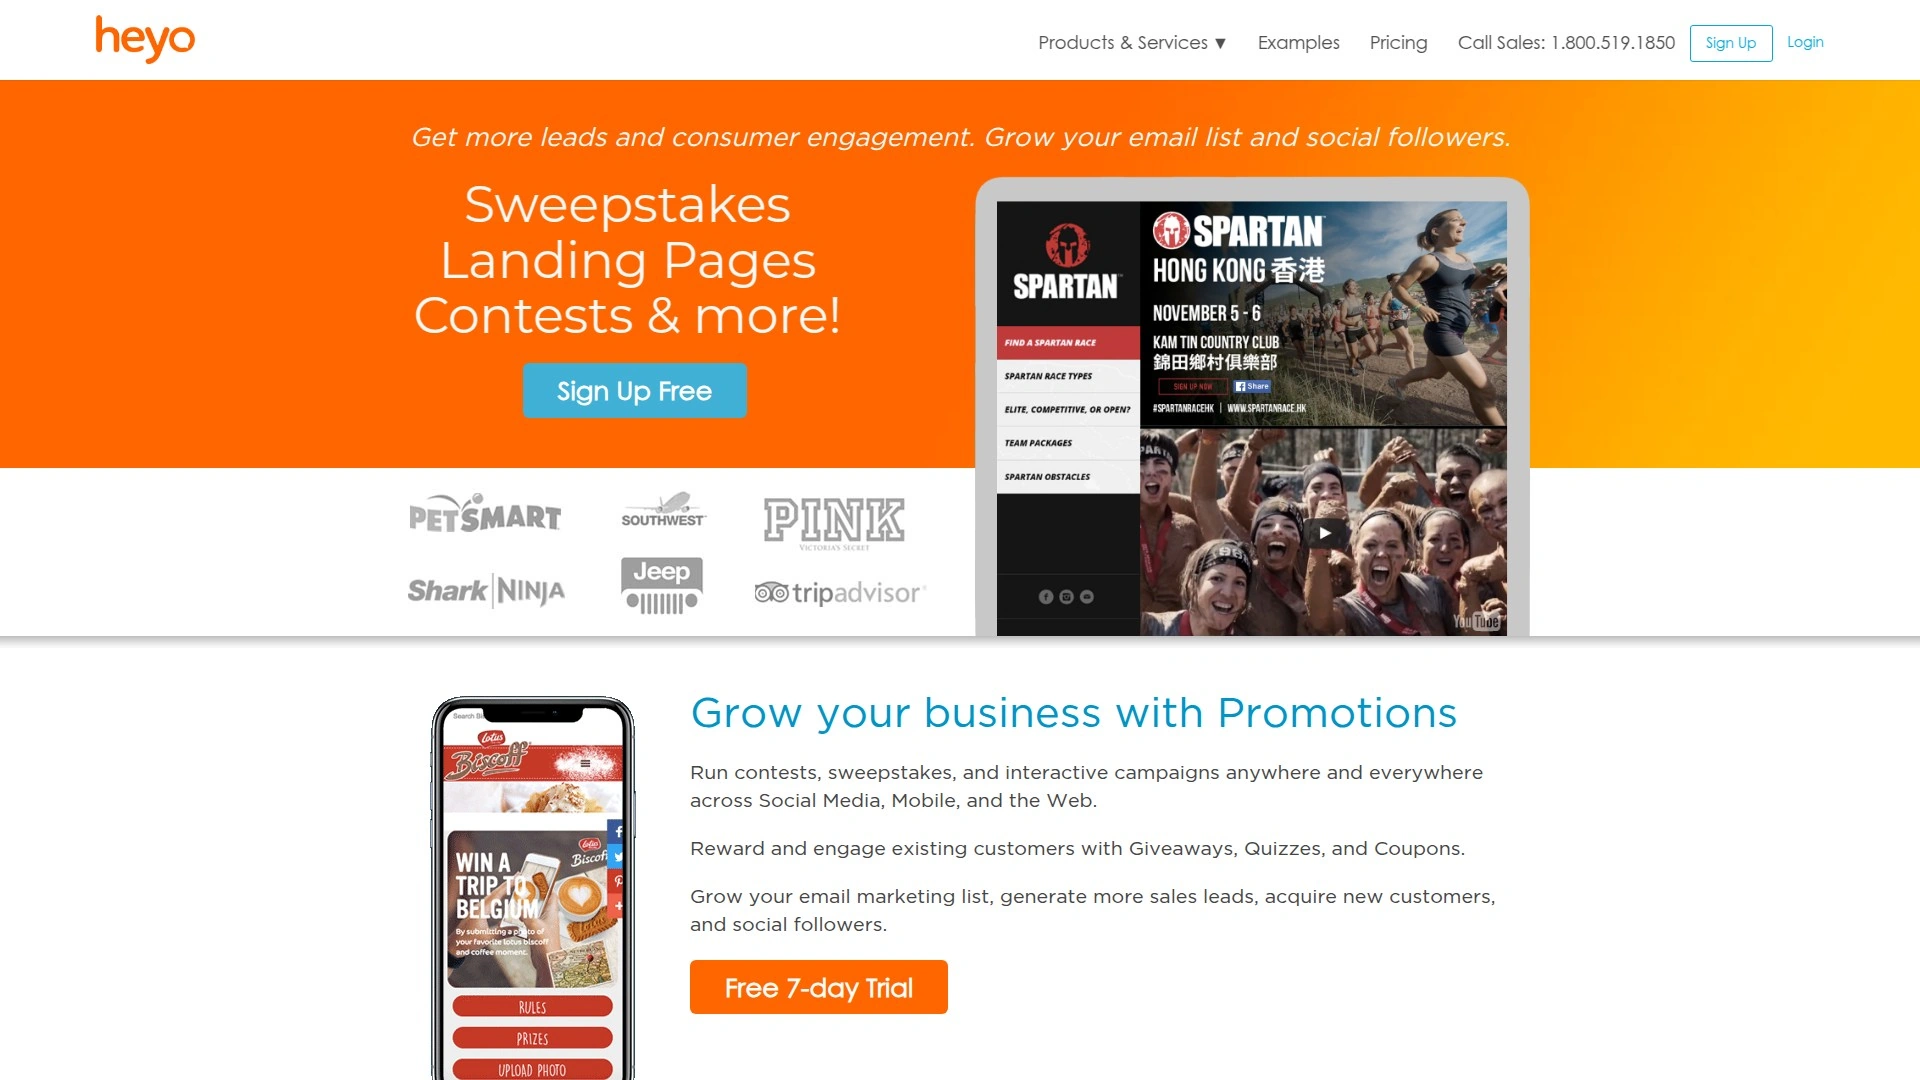 heyo
Products & Services ▼
Examples
Pricing
Call Sales: 1.800.519.1850
Sign Up
Login
Get more leads and consumer engagement. Grow your email list and social followers.
Sweepstakes
Landing Pages
Contests & more!
Sign Up Free
SPARTAN
FIND A SPARTAN RACE
SPARTAN RACE TYPES
ELITE, COMPETITIVE, OR OPEN?
TEAM PACKAGES
SPARTAN OBSTACLES
SPARTAN
HONG KONG 香港
NOVEMBER 5 - 6
KAM TIN COUNTRY CLUB
錦田鄉村俱樂部
SIGN UP NOW
Share
#SPARTANRACEHK | WWW.SPARTANRACE.HK
YouTube
PETSMART
SOUTHWEST
PINK
VICTORIA'S SECRET
Shark NINJA
Jeep
tripadvisor
Search
Lotus
Biscoff
Lotus
Biscoff
WIN A
TRIP TO
BELGIUM
By submitting a photo of
your favorite lotus biscoff
and coffee moment.
RULES
PRIZES
UPLOAD PHOTO
Grow your business with Promotions
Run contests, sweepstakes, and interactive campaigns anywhere and everywhere
across Social Media, Mobile, and the Web.
Reward and engage existing customers with Giveaways, Quizzes, and Coupons.
Grow your email marketing list, generate more sales leads, acquire new customers,
and social followers.
Free 7-day Trial